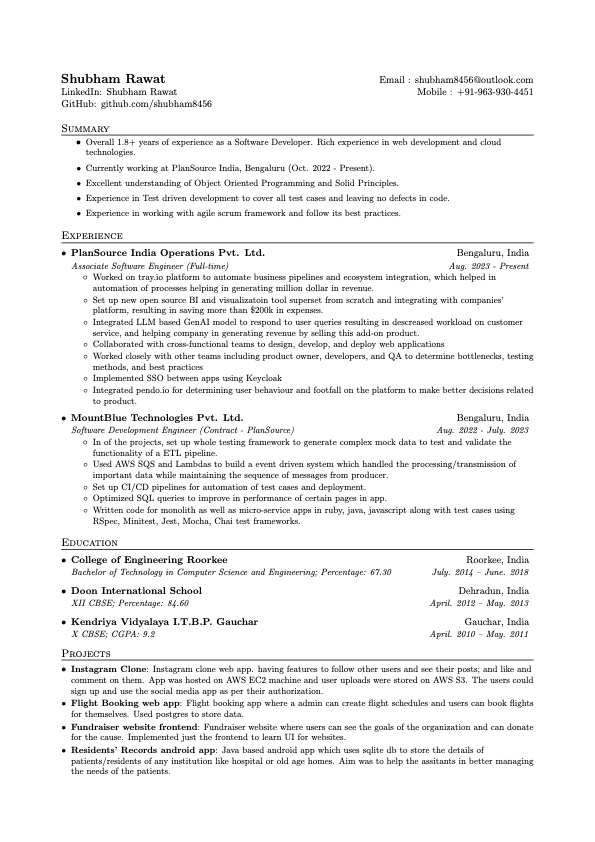 Shubham Rawat
Email : shubham8456@outlook.com
LinkedIn: Shubham Rawat
Mobile : +91-963-930-4451
GitHub: github.com/shubham8456
Summary
• Overall 1.8+ years of experience as a Software Developer. Rich experience in web development and cloud
technologies.
• Currently working at PlanSource India, Bengaluru (Oct. 2022 - Present).
• Excellent understanding of Object Oriented Programming and Solid Principles.
• Experience in Test driven development to cover all test cases and leaving no defects in code.
• Experience in working with agile scrum framework and follow its best practices.
Experience
• PlanSource India Operations Pvt. Ltd. Bengaluru, India
Associate Software Engineer (Full-time) Aug. 2023 - Present
◦ Worked on tray.io platform to automate business pipelines and ecosystem integration, which helped in
automation of processes helping in generating million dollar in revenue.
◦ Set up new open source BI and visualizatoin tool superset from scratch and integrating with companies'
platform, resulting in saving more than $200k in expenses.
◦ Integrated LLM based GenAI model to respond to user queries resulting in descreased workload on customer
service, and helping company in generating revenue by selling this add-on product.
◦ Collaborated with cross-functional teams to design, develop, and deploy web applications
◦ Worked closely with other teams including product owner, developers, and QA to determine bottlenecks, testing
methods, and best practices
◦ Implemented SSO between apps using Keycloak
◦ Integrated pendo.io for determining user behaviour and footfall on the platform to make better decisions related
to product.
• MountBlue Technologies Pvt. Ltd. Bengaluru, India
Software Development Engineer (Contract - PlanSource) Aug. 2022 - July. 2023
◦ In of the projects, set up whole testing framework to generate complex mock data to test and validate the
functionality of a ETL pipeline.
◦ Used AWS SQS and Lambdas to build a event driven system which handled the processing/transmission of
important data while maintaining the sequence of messages from producer.
◦ Set up CI/CD pipelines for automation of test cases and deployment.
◦ Optimized SQL queries to improve in performance of certain pages in app.
◦ Written code for monolith as well as micro-service apps in ruby, java, javascript along with test cases using
RSpec, Minitest, Jest, Mocha, Chai test frameworks.
Education
• College of Engineering Roorkee Roorkee, India
Bachelor of Technology in Computer Science and Engineering; Percentage: 67.30 July. 2014 – June. 2018
• Doon International School Dehradun, India
XII CBSE; Percentage: 84.60 April. 2012 – May. 2013
• Kendriya Vidyalaya I.T.B.P. Gauchar Gauchar, India
X CBSE; CGPA: 9.2 April. 2010 – May. 2011
Projects
• Instagram Clone: Instagram clone web app. having features to follow other users and see their posts; and like and
comment on them. App was hosted on AWS EC2 machine and user uploads were stored on AWS S3. The users could
sign up and use the social media app as per their authorization.
• Flight Booking web app: Flight booking app where a admin can create flight schedules and users can book flights
for themselves. Used postgres to store data.
• Fundraiser website frontend: Fundraiser website where users can see the goals of the organization and can donate
for the cause. Implemented just the frontend to learn UI for websites.
• Residents' Records android app: Java based android app which uses sqlite db to store the details of
patients/residents of any institution like hospital or old age homes. Aim was to help the assitants in better managing
the needs of the patients.